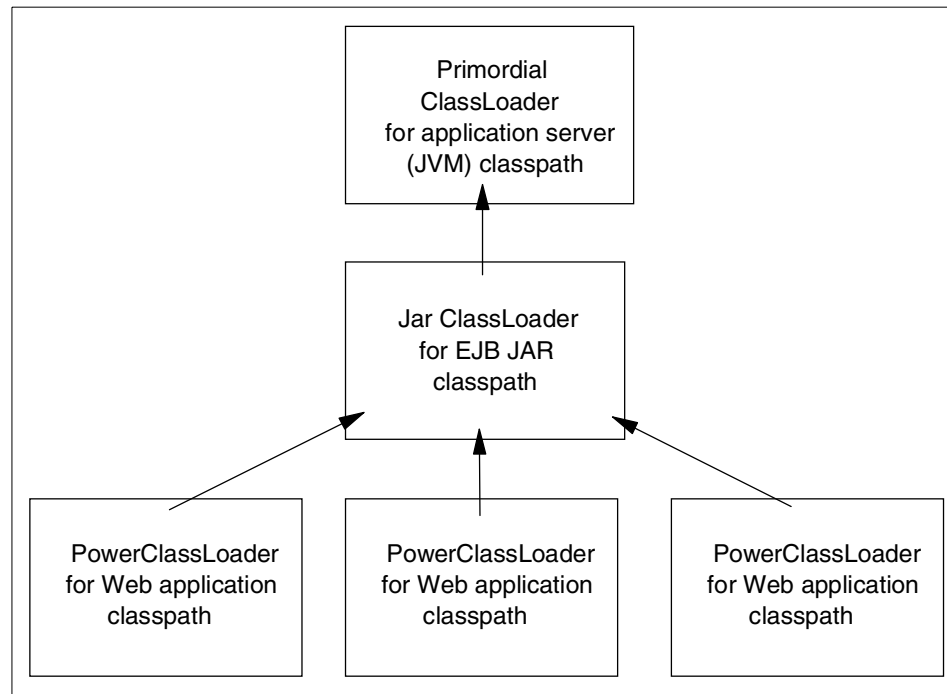 Primordial
ClassLoader
for application server
(JVM) classpath
Jar ClassLoader
for EJB JAR
classpath
PowerClassLoader
for Web application
classpath
PowerClassLoader
for Web application
classpath
PowerClassLoader
for Web application
classpath